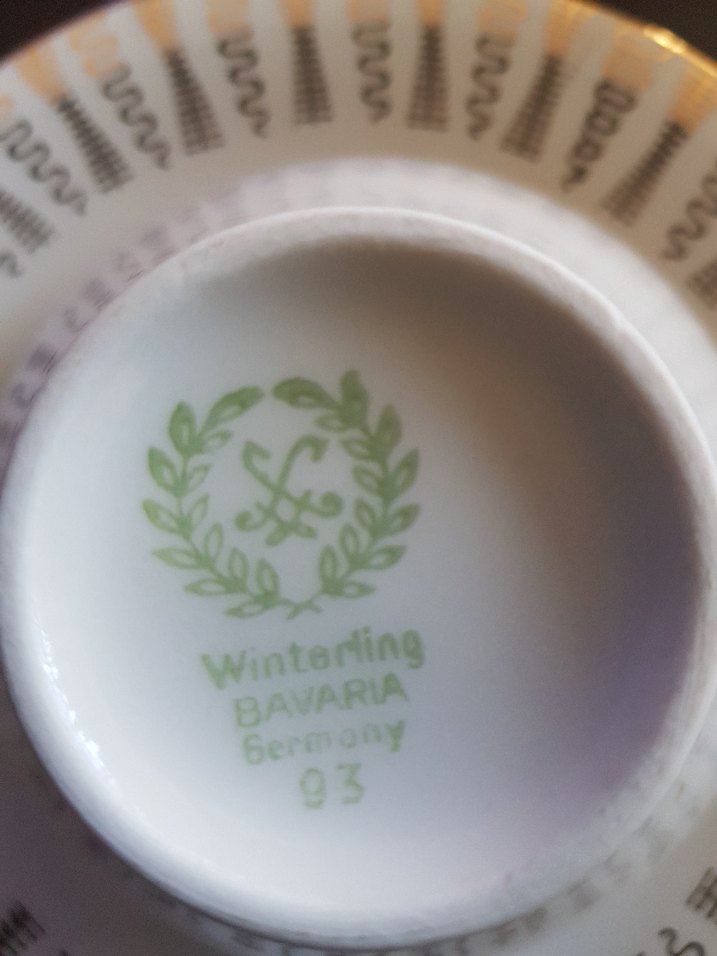 Winterling
BAVARIA
Germany
93